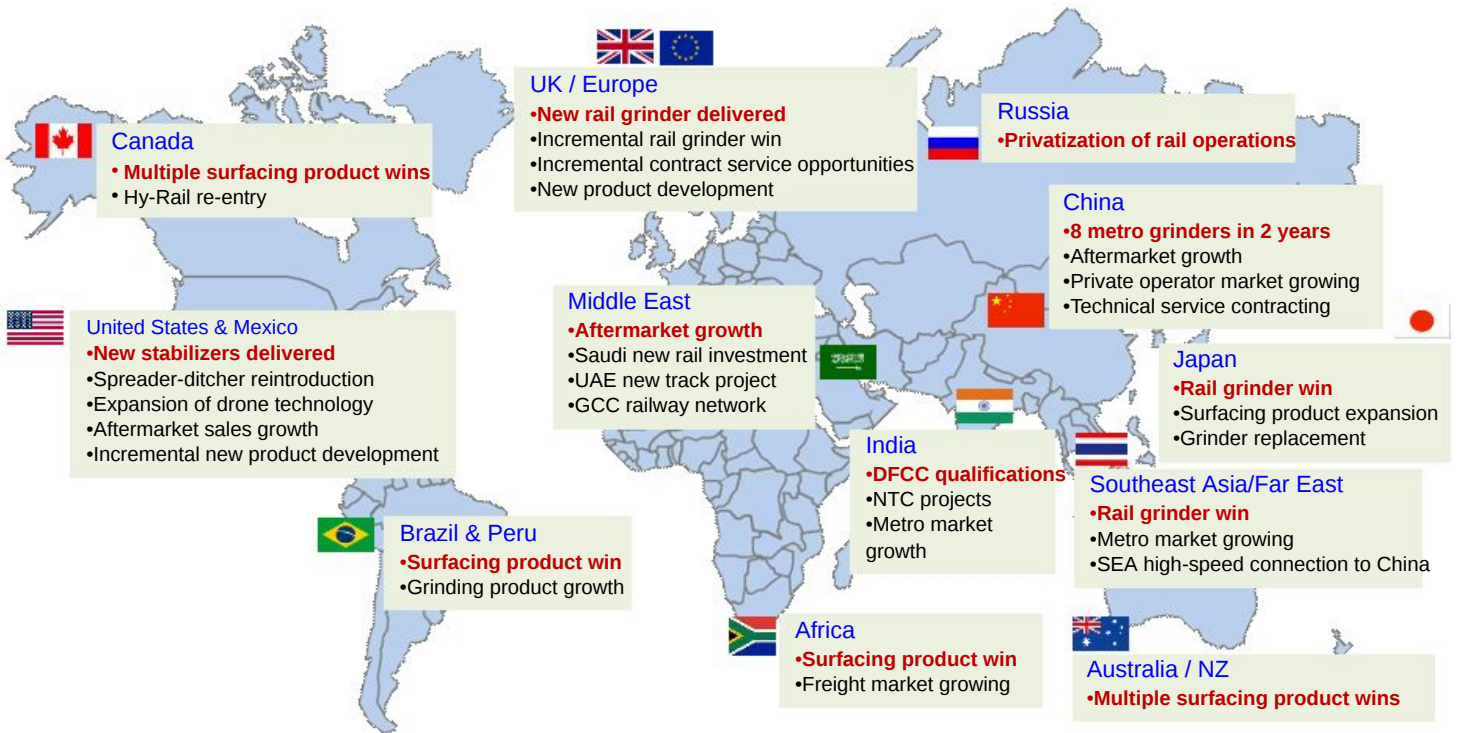 Canada
• Multiple surfacing product wins
• Hy-Rail re-entry
UK / Europe
•New rail grinder delivered
•Incremental rail grinder win
•Incremental contract service opportunities
•New product development
Russia
•Privatization of rail operations
China
•8 metro grinders in 2 years
•Aftermarket growth
•Private operator market growing
•Technical service contracting
United States & Mexico
•New stabilizers delivered
•Spreader-ditcher reintroduction
•Expansion of drone technology
•Aftermarket sales growth
•Incremental new product development
Middle East
•Aftermarket growth
•Saudi new rail investment
•UAE new track project
•GCC railway network
Japan
•Rail grinder win
•Surfacing product expansion
•Grinder replacement
India
•DFCC qualifications
•NTC projects
•Metro market
growth
Southeast Asia/Far East
•Rail grinder win
•Metro market growing
•SEA high-speed connection to China
Brazil & Peru
•Surfacing product win
•Grinding product growth
Africa
•Surfacing product win
•Freight market growing
Australia / NZ
•Multiple surfacing product wins